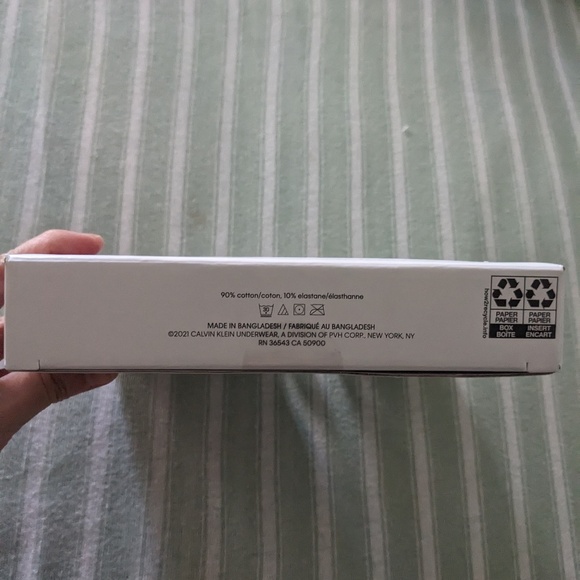 90% cotton/coton, 10% elastane/élasthanne
30
MADE IN BANGLADESH / FABRIQUÉ AU BANGLADESH
©2021 CALVIN KLEIN UNDERWEAR, A DIVISION OF PVH CORP., NEW YORK, NY
RN 36543 CA 50900
how2recycle.info
PAPER
PAPIER
BOX
BOÎTE
PAPER
PAPIER
INSERT
ENCART